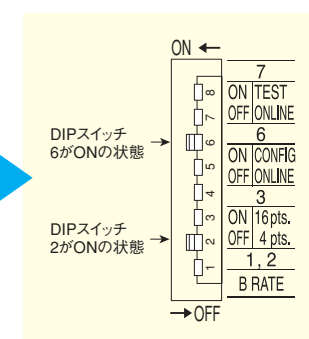 ON ←
DIPスイッチ
6がONの状態 →
DIPスイッチ
2がONの状態 →
8
7
6
5
4
3
2
1
→OFF
7
ON TEST
OFF ONLINE
6
ON CONFIG
OFF ONLINE
3
ON 16pts.
OFF 4 pts.
1, 2
B RATE